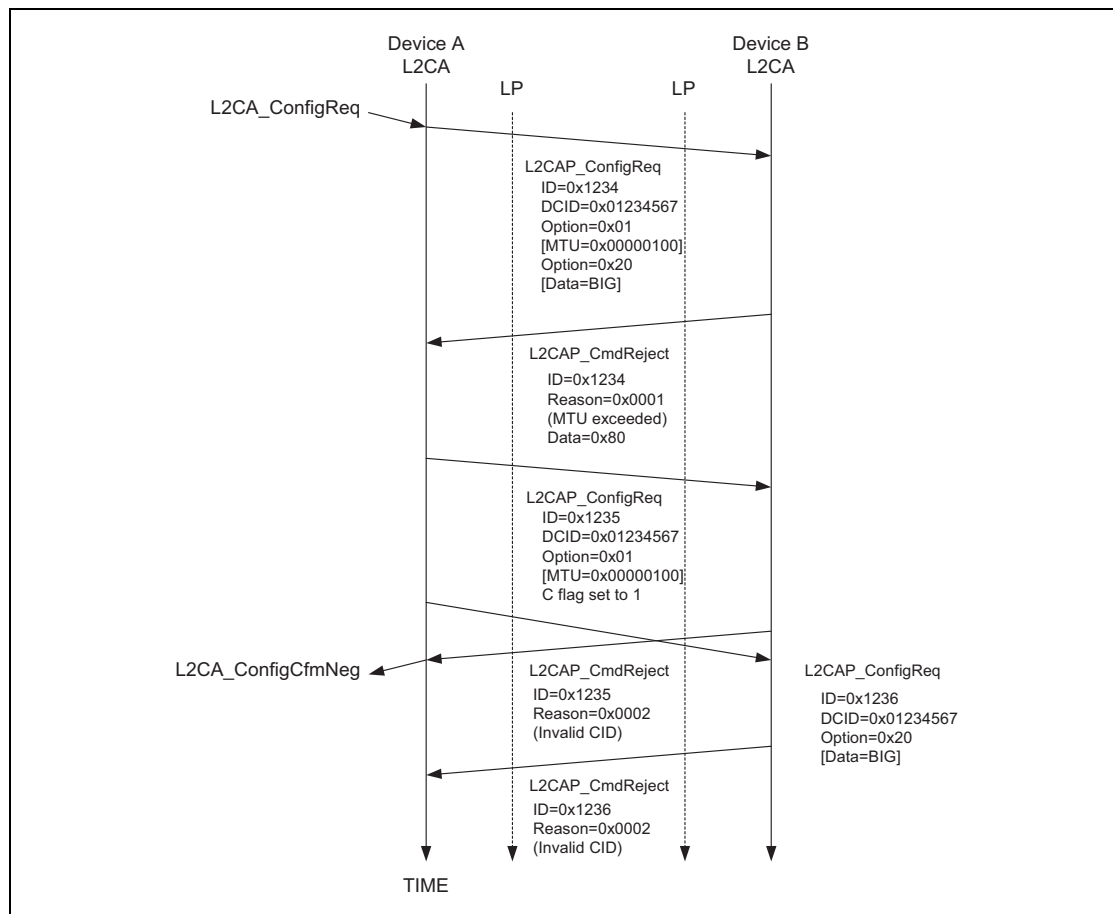 Device A
L2CA
Device B
L2CA
LP
LP
L2CA_ConfigReq
L2CAP_ConfigReq
ID=0x1234
DCID=0x01234567
Option=0x01
[MTU=0x00000100]
Option=0x20
[Data=BIG]
L2CAP_CmdReject
ID=0x1234
Reason=0x0001
(MTU exceeded)
Data=0x80
L2CAP_ConfigReq
ID=0x1235
DCID=0x01234567
Option=0x01
[MTU=0x00000100]
C flag set to 1
L2CA_ConfigCfmNeg
L2CAP_CmdReject
ID=0x1235
Reason=0x0002
(Invalid CID)
L2CAP_ConfigReq
ID=0x1236
DCID=0x01234567
Option=0x20
[Data=BIG]
L2CAP_CmdReject
ID=0x1236
Reason=0x0002
(Invalid CID)
TIME